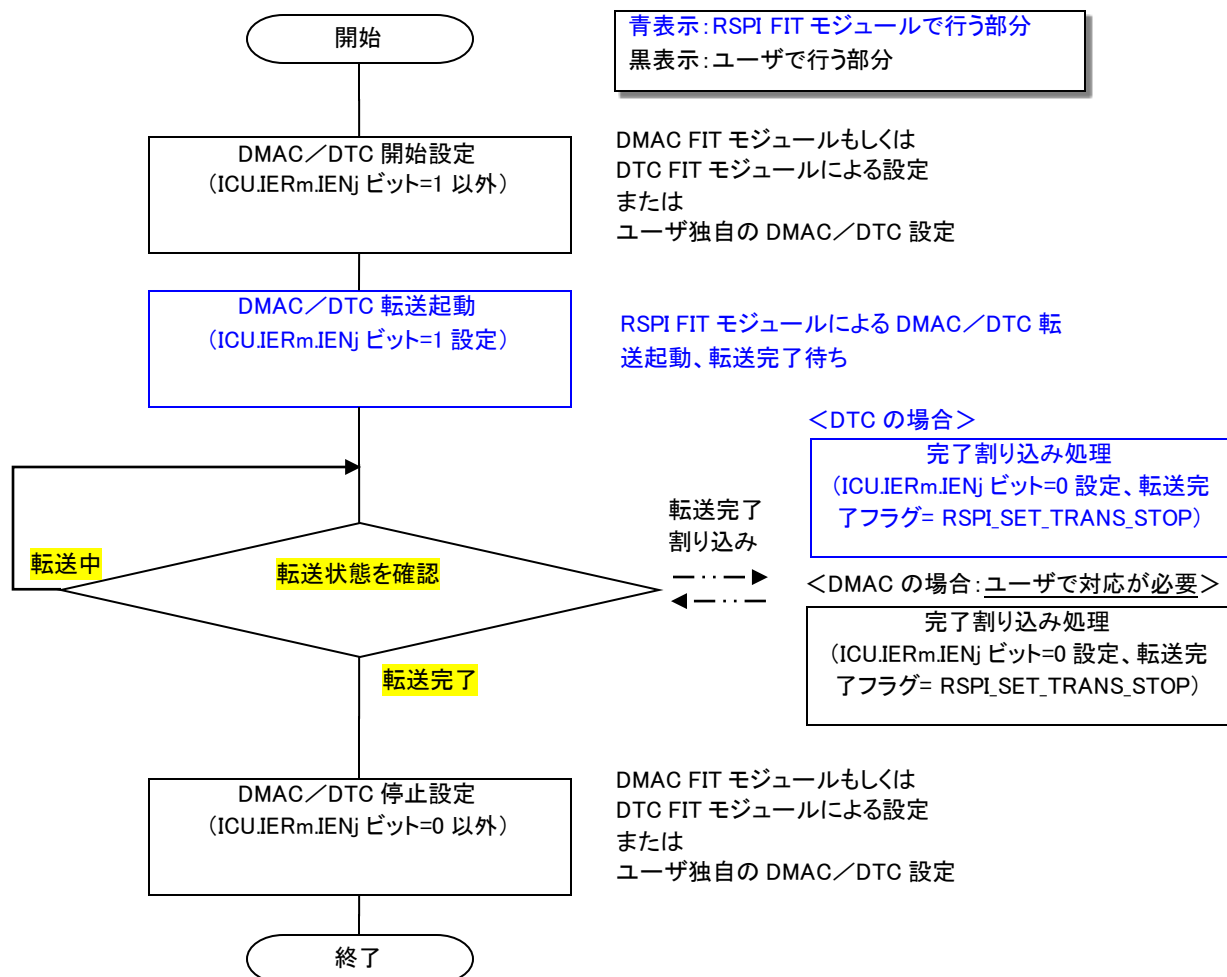 開始
青表示：RSPI FIT モジュールで行う部分
黒表示：ユーザで行う部分
DMAC／DTC 開始設定
（ICU.IERm.IENj ビット=1 以外）
DMAC FIT モジュールもしくは
DTC FIT モジュールによる設定
または
ユーザ独自の DMAC／DTC 設定
DMAC／DTC 転送起動
（ICU.IERm.IENj ビット=1 設定）
RSPI FIT モジュールによる DMAC／DTC 転
送起動、転送完了待ち
＜DTC の場合＞
完了割り込み処理
（ICU.IERm.IENj ビット=0 設定、転送完
了フラグ= RSPI_SET_TRANS_STOP）
転送完了
割り込み
転送中
転送状態を確認
＜DMAC の場合：ユーザで対応が必要＞
完了割り込み処理
（ICU.IERm.IENj ビット=0 設定、転送完
了フラグ= RSPI_SET_TRANS_STOP）
転送完了
DMAC／DTC 停止設定
（ICU.IERm.IENj ビット=0 以外）
DMAC FIT モジュールもしくは
DTC FIT モジュールによる設定
または
ユーザ独自の DMAC／DTC 設定
終了